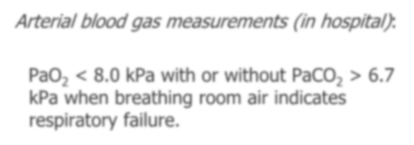 Arterial blood gas measurements (in hospital):
PaO₂ < 8.0 kPa with or without PaCO₂ > 6.7
kPa when breathing room air indicates
respiratory failure.